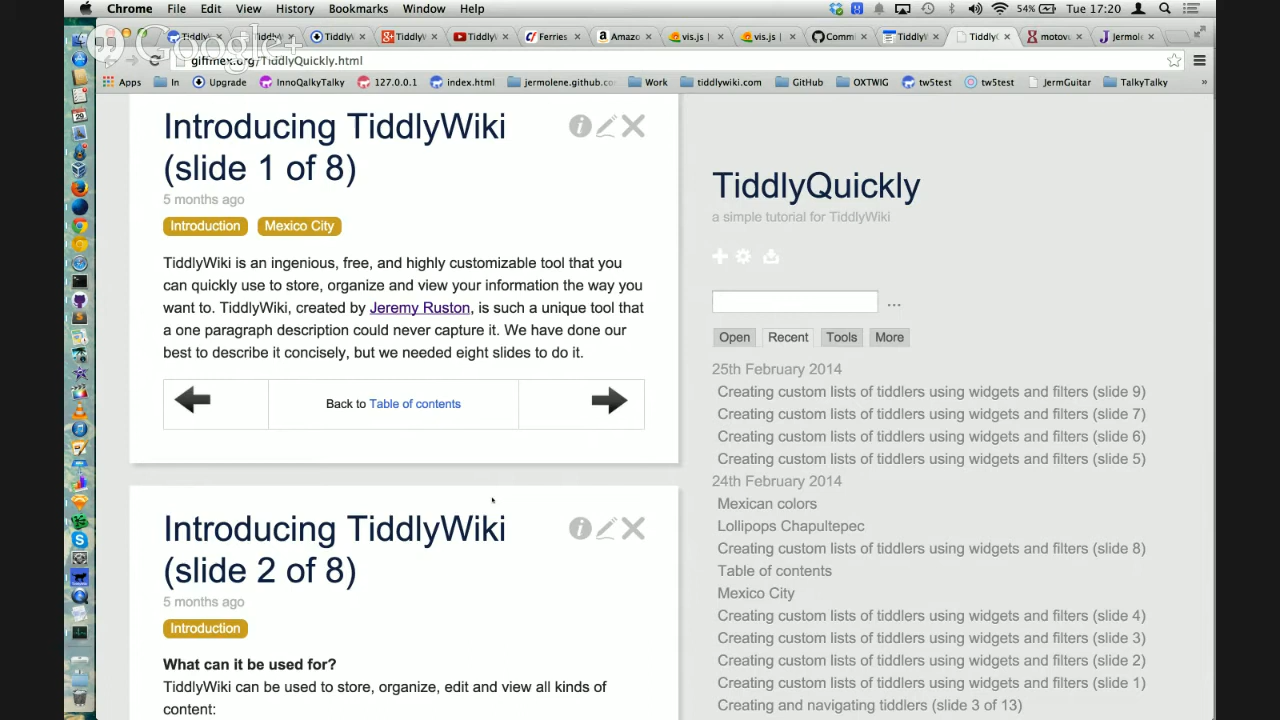 Chrome File Edit View History Bookmarks Window Help 54% Tue 17:20
Google+
TiddlyW Ferries Amazo vis.js | vis.js | Comm TiddlyW Tiddly motovu Jermole
giftmex.org/TiddlyQuickly.html
Apps In Upgrade InnoQalkyTalky 127.0.0.1 index.html jermolene.github.co Work tiddlywiki.com GitHub OXTWIG tw5test tw5test JermGuitar TalkyTalky »
Introducing TiddlyWiki
(slide 1 of 8)
5 months ago
Introduction Mexico City
TiddlyWiki is an ingenious, free, and highly customizable tool that you
can quickly use to store, organize and view your information the way you
want to. TiddlyWiki, created by Jeremy Ruston, is such a unique tool that
a one paragraph description could never capture it. We have done our
best to describe it concisely, but we needed eight slides to do it.
Back to Table of contents
Introducing TiddlyWiki
(slide 2 of 8)
5 months ago
Introduction
What can it be used for?
TiddlyWiki can be used to store, organize, edit and view all kinds of
content:
TiddlyQuickly
a simple tutorial for TiddlyWiki
...
Open Recent Tools More
25th February 2014
Creating custom lists of tiddlers using widgets and filters (slide 9)
Creating custom lists of tiddlers using widgets and filters (slide 7)
Creating custom lists of tiddlers using widgets and filters (slide 6)
Creating custom lists of tiddlers using widgets and filters (slide 5)
24th February 2014
Mexican colors
Lollipops Chapultepec
Creating custom lists of tiddlers using widgets and filters (slide 8)
Table of contents
Mexico City
Creating custom lists of tiddlers using widgets and filters (slide 4)
Creating custom lists of tiddlers using widgets and filters (slide 3)
Creating custom lists of tiddlers using widgets and filters (slide 2)
Creating custom lists of tiddlers using widgets and filters (slide 1)
Creating and navigating tiddlers (slide 3 of 13)